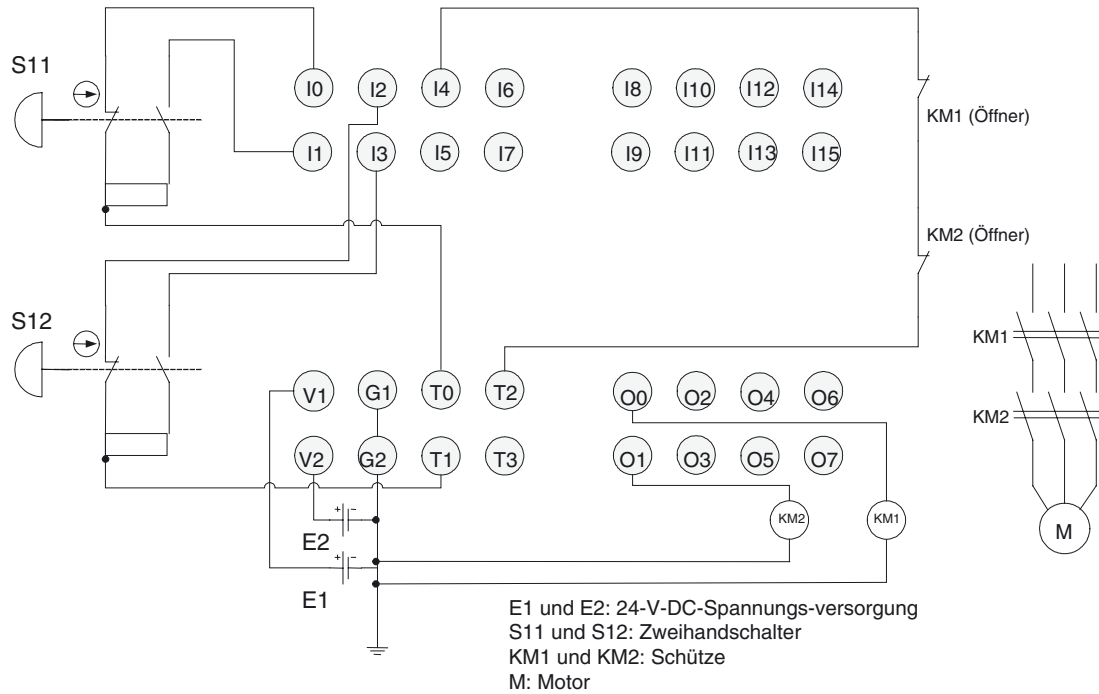 S11
I0 I2 I4 I6 I8 I10 I12 I14
KM1 (Öffner)
I1 I3 I5 I7 I9 I11 I13 I15
KM2 (Öffner)
S12
KM1
V1 G1 T0 T2 O0 O2 O4 O6
KM2
V2 G2 T1 T3 O1 O3 O5 O7
+ -
KM2 KM1
M
E2
+ -
E1
E1 und E2: 24-V-DC-Spannungs-versorgung
S11 und S12: Zweihandschalter
KM1 und KM2: Schütze
M: Motor